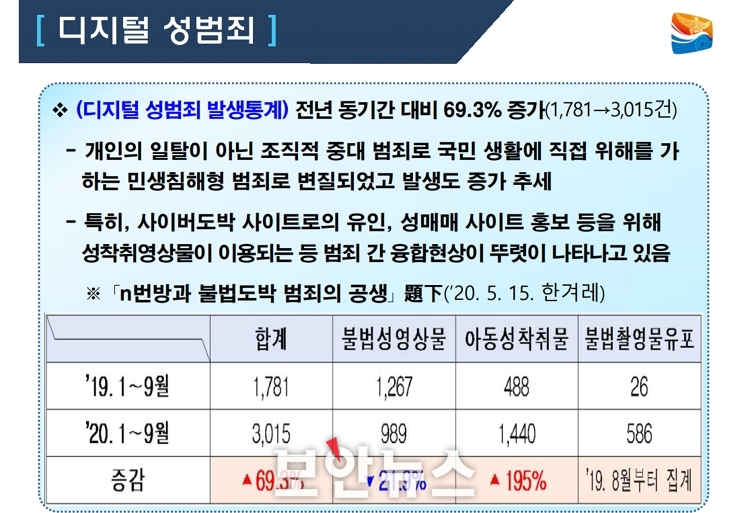 [ 디지털 성범죄 ]
❖ (디지털 성범죄 발생통계) 전년 동기간 대비 69.3% 증가(1,781→3,015건)
- 개인의 일탈이 아닌 조직적 중대 범죄로 국민 생활에 직접 위해를 가
하는 민생침해형 범죄로 변질되었고 발생도 증가 추세
- 특히, 사이버도박 사이트로의 유인, 성매매 사이트 홍보 등을 위해
성착취영상물이 이용되는 등 범죄 간 융합현상이 뚜렷이 나타나고 있음
※ 「n번방과 불법도박 범죄의 공생」題下('20. 5. 15. 한겨레)
합계 불법성영상물 아동성착취물 불법촬영물유포
'19. 1~9월 1,781 1,267 488 26
'20. 1~9월 3,015 989 1,440 586
증감 ▲69.3% ▼21.9% ▲195% '19. 8월부터 집계
보안뉴스